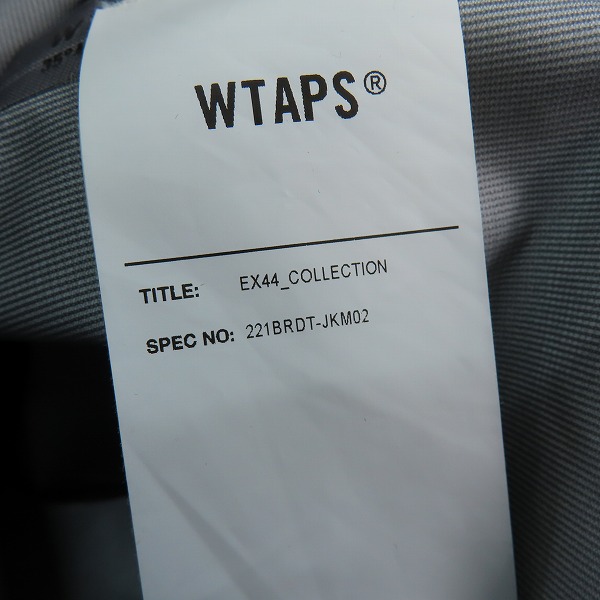 WTAPS®
TITLE: EX44_COLLECTION
SPEC NO: 221BRDT-JKM02